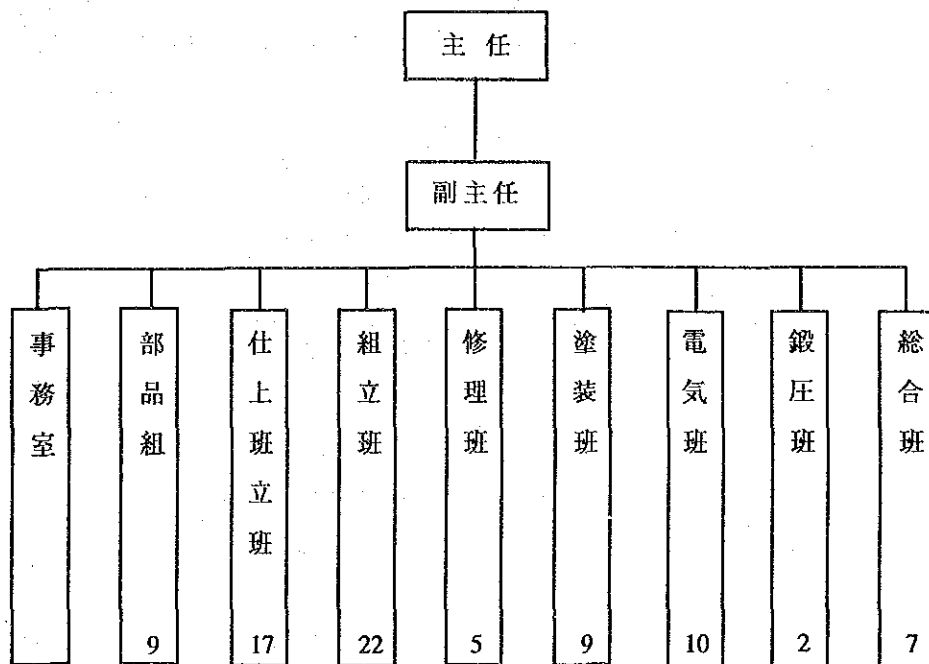 主任
副主任
事務室
部品組
9
仕上班立班
17
組立班
22
修理班
5
塗装班
9
電気班
10
鍛圧班
2
総合班
7